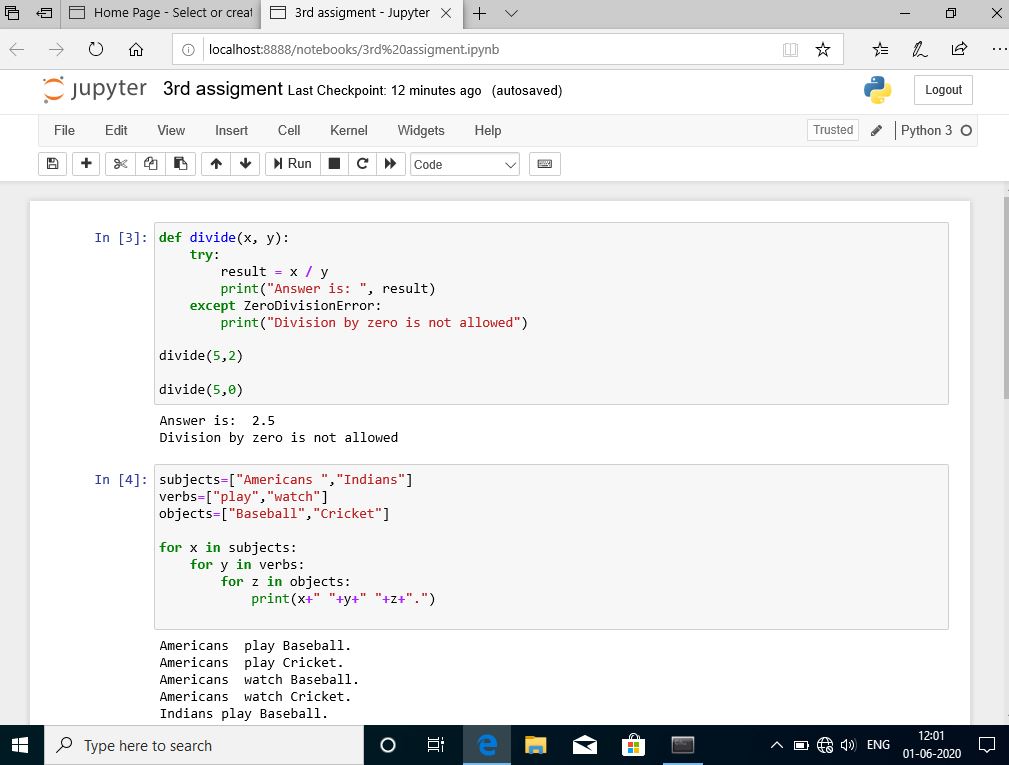 Home Page - Select or creat
3rd assigment - Jupyter
localhost:8888/notebooks/3rd%20assigment.ipynb
jupyter 3rd assigment Last Checkpoint: 12 minutes ago (autosaved)
Logout
File Edit View Insert Cell Kernel Widgets Help
Trusted
Python 3
Run
Code
In [3]:
def divide(x, y):
    try:
        result = x / y
        print("Answer is: ", result)
    except ZeroDivisionError:
        print("Division by zero is not allowed")
divide(5,2)
divide(5,0)
Answer is:  2.5
Division by zero is not allowed
In [4]:
subjects=["Americans ","Indians"]
verbs=["play","watch"]
objects=["Baseball","Cricket"]
for x in subjects:
    for y in verbs:
        for z in objects:
            print(x+" "+y+" "+z+".")
Americans  play Baseball.
Americans  play Cricket.
Americans  watch Baseball.
Americans  watch Cricket.
Indians play Baseball.
Type here to search
ENG
12:01
01-06-2020